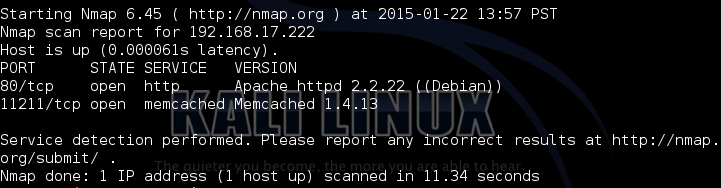 Starting Nmap 6.45 ( http://nmap.org ) at 2015-01-22 13:57 PST
Nmap scan report for 192.168.17.222
Host is up (0.000061s latency).
PORT      STATE SERVICE   VERSION
80/tcp    open  http      Apache httpd 2.2.22 ((Debian))
11211/tcp open  memcached Memcached 1.4.13
KALI LINUX
Service detection performed. Please report any incorrect results at http://nmap.
org/submit/ .
The quieter you become, the more you are able to hear
Nmap done: 1 IP address (1 host up) scanned in 11.34 seconds